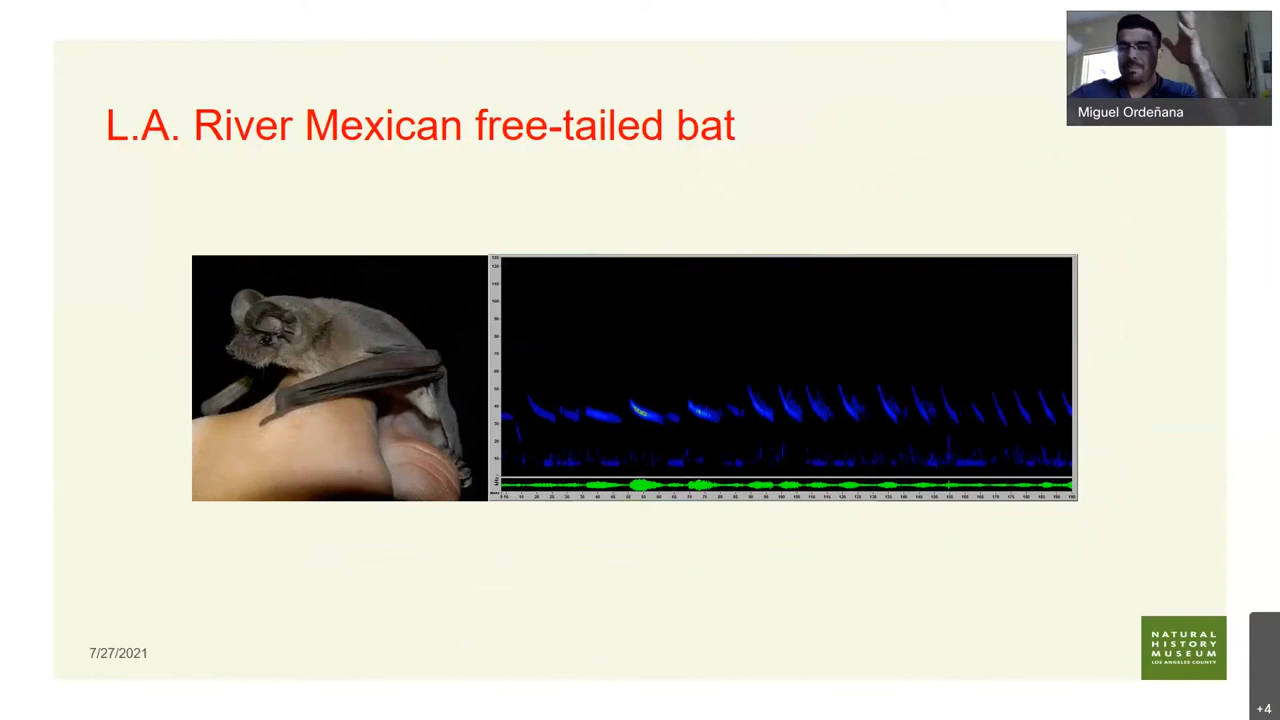 Miguel Ordeñana
L.A. River Mexican free-tailed bat
7/27/2021
NATURAL
HISTORY
MUSEUM
LOS ANGELES COUNTY
+4